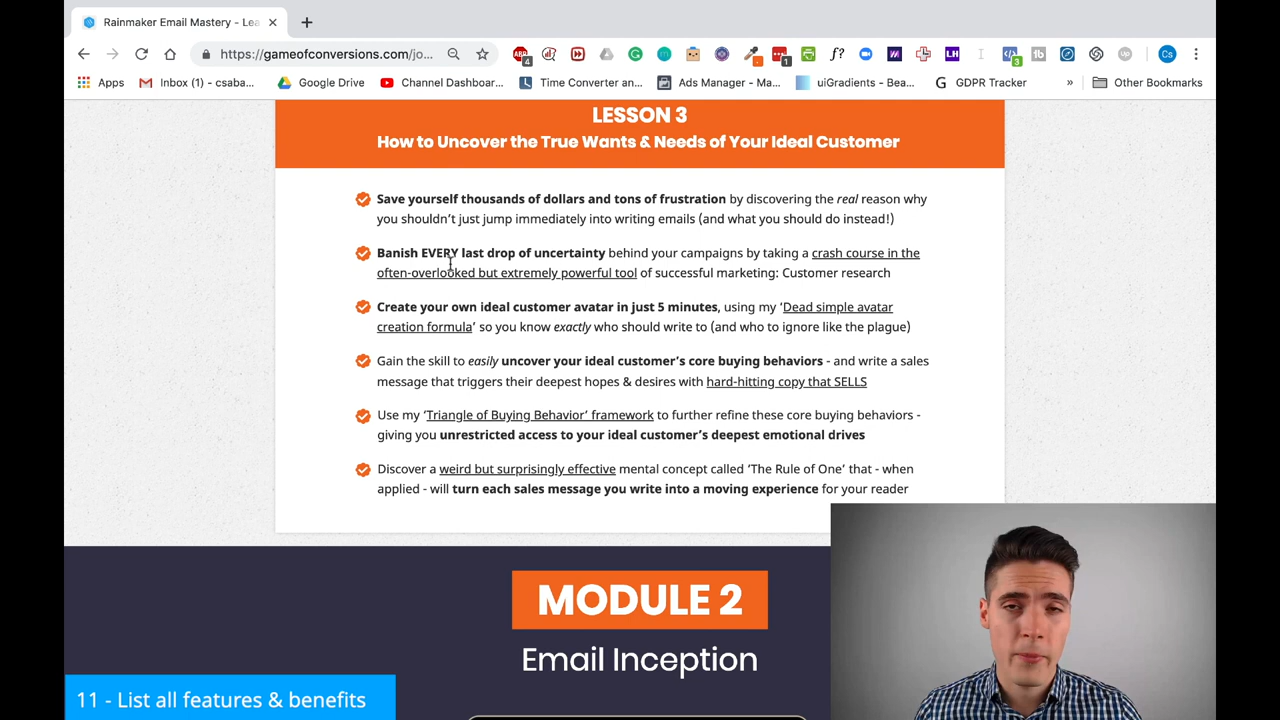 Rainmaker Email Mastery - Lea
https://gameofconversions.com/jo...
4
f?
1
LH
3
tb
up
Cs
Apps
Inbox (1) - csaba...
Google Drive
Channel Dashboar...
Time Converter an...
Ads Manager - Ma...
uiGradients - Bea...
G
GDPR Tracker
»
Other Bookmarks
LESSON 3
How to Uncover the True Wants & Needs of Your Ideal Customer
Save yourself thousands of dollars and tons of frustration by discovering the real reason why
you shouldn't just jump immediately into writing emails (and what you should do instead!)
Banish EVERY last drop of uncertainty behind your campaigns by taking a crash course in the
often-overlooked but extremely powerful tool of successful marketing: Customer research
Create your own ideal customer avatar in just 5 minutes, using my 'Dead simple avatar
creation formula' so you know exactly who should write to (and who to ignore like the plague)
Gain the skill to easily uncover your ideal customer's core buying behaviors - and write a sales
message that triggers their deepest hopes & desires with hard-hitting copy that SELLS
Use my 'Triangle of Buying Behavior' framework to further refine these core buying behaviors -
giving you unrestricted access to your ideal customer's deepest emotional drives
Discover a weird but surprisingly effective mental concept called 'The Rule of One' that - when
applied - will turn each sales message you write into a moving experience for your reader
MODULE 2
Email Inception
11 - List all features & benefits